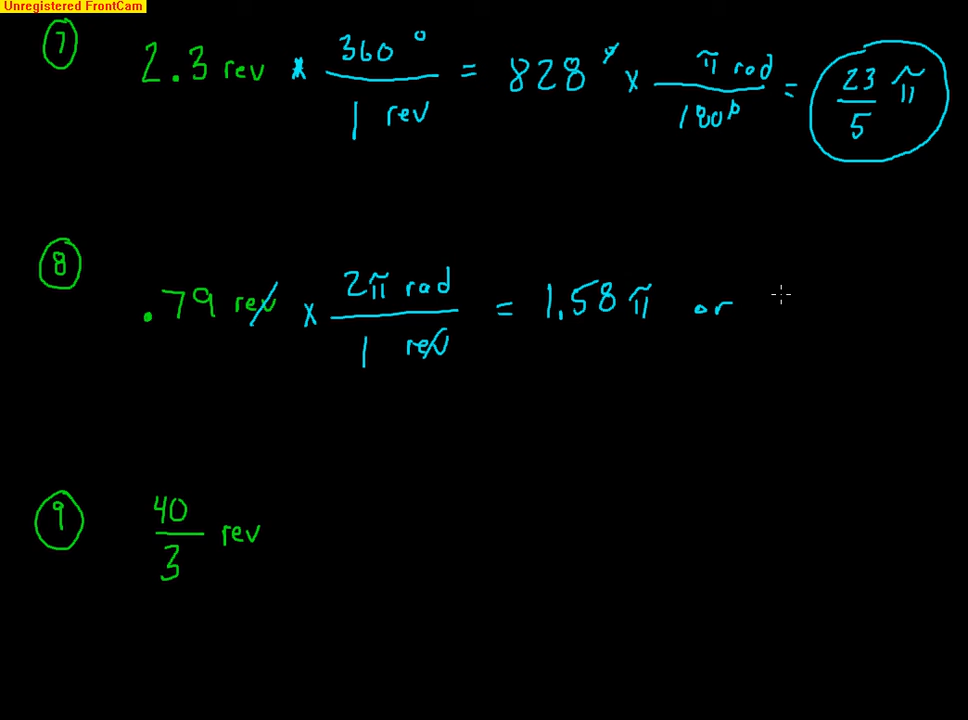 Unregistered FrontCam
7 2.3 rev × 360° / 1 rev = 828° × π rad / 180° = 23/5 π
8 .79 rev × 2π rad / 1 rev = 1.58 π or
9 40/3 rev